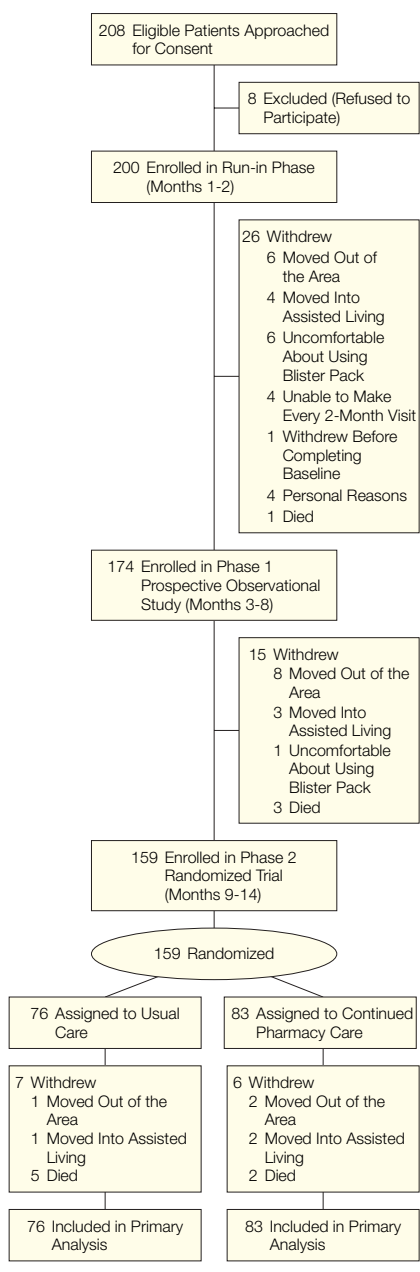 208 Eligible Patients Approached
for Consent
8 Excluded (Refused to
Participate)
200 Enrolled in Run-in Phase
(Months 1-2)
26 Withdrew
6 Moved Out of
the Area
4 Moved Into
Assisted Living
6 Uncomfortable
About Using
Blister Pack
4 Unable to Make
Every 2-Month Visit
1 Withdrew Before
Completing
Baseline
4 Personal Reasons
1 Died
174 Enrolled in Phase 1
Prospective Observational
Study (Months 3-8)
15 Withdrew
8 Moved Out of the
Area
3 Moved Into
Assisted Living
1 Uncomfortable
About Using
Blister Pack
3 Died
159 Enrolled in Phase 2
Randomized Trial
(Months 9-14)
159 Randomized
76 Assigned to Usual
Care
7 Withdrew
1 Moved Out of the
Area
1 Moved Into Assisted
Living
5 Died
76 Included in Primary
Analysis
83 Assigned to Continued
Pharmacy Care
6 Withdrew
2 Moved Out of the
Area
2 Moved Into Assisted
Living
2 Died
83 Included in Primary
Analysis